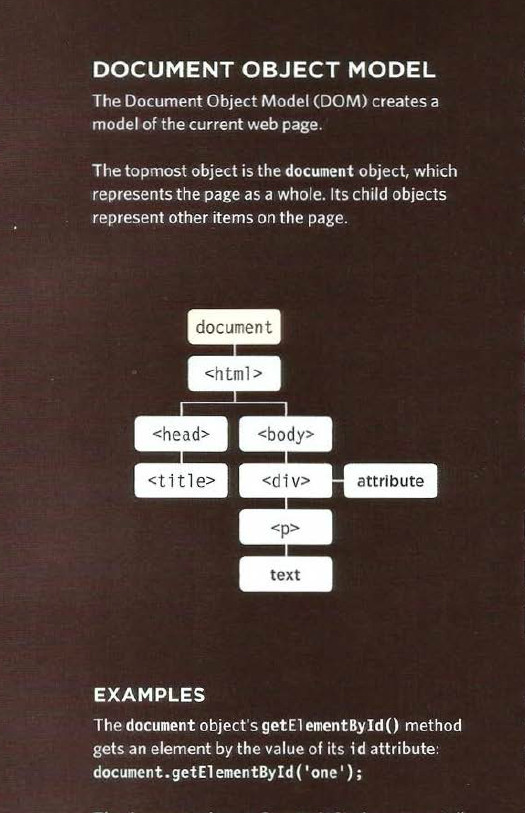 DOCUMENT OBJECT MODEL
The Document Object Model (DOM) creates a
model of the current web page.
The topmost object is the document object, which
represents the page as a whole. Its child objects
represent other items on the page.
document
<html>
<head> <body>
<title> <div> attribute
<p>
text
EXAMPLES
The document object's getElementById() method
gets an element by the value of its id attribute:
document.getElementById('one');